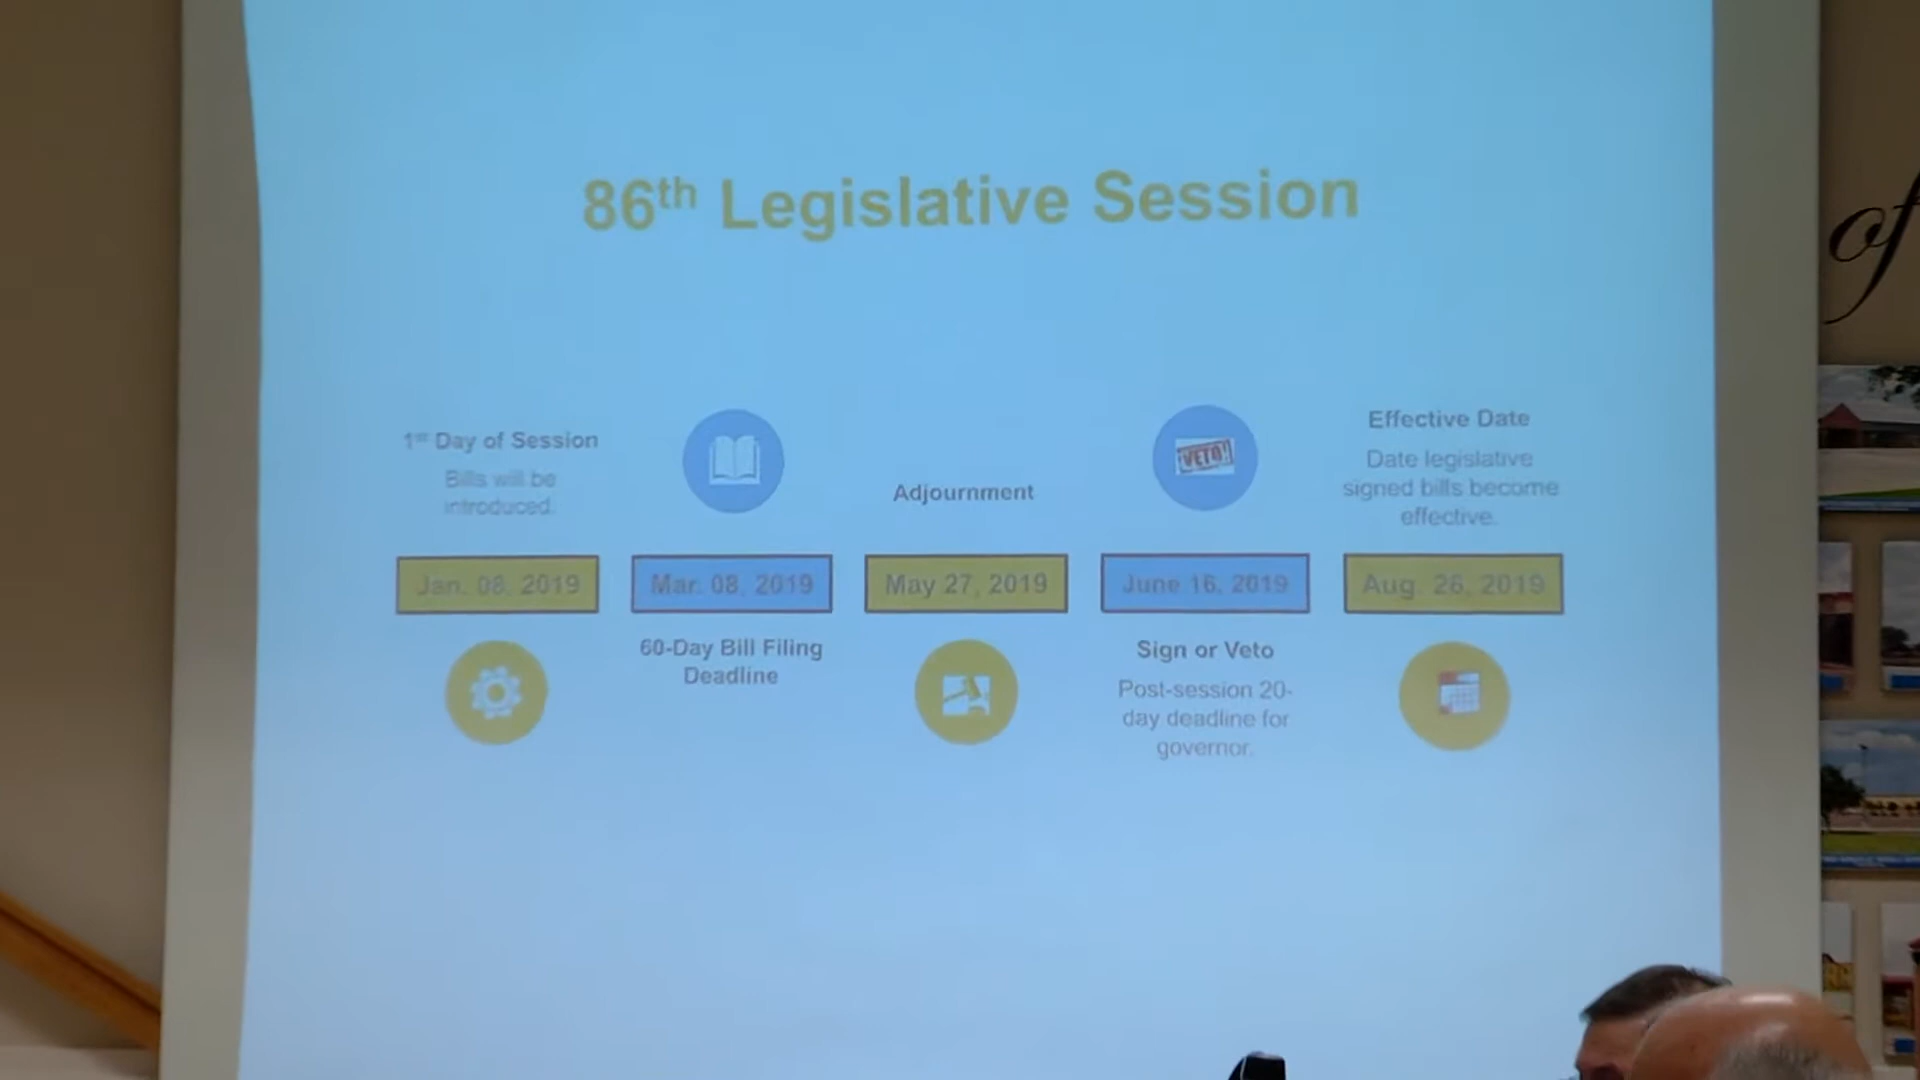 86th Legislative Session
1st Day of Session
Bills will be
introduced.
Jan. 08, 2019
Mar. 08, 2019
60-Day Bill Filing
Deadline
Adjournment
May 27, 2019
VETO!
June 16, 2019
Sign or Veto
Post-session 20-
day deadline for
governor.
Effective Date
Date legislative
signed bills become
effective.
Aug. 26, 2019
of